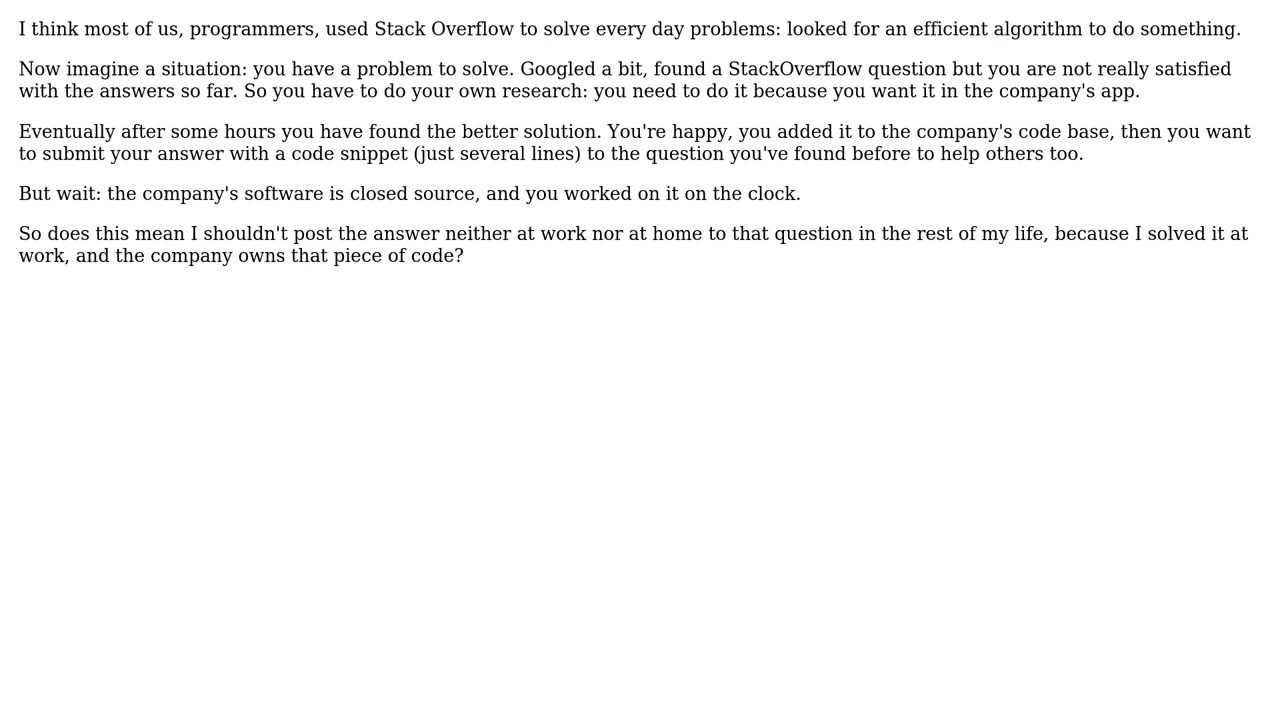 I think most of us, programmers, used Stack Overflow to solve every day problems: looked for an efficient algorithm to do something.
Now imagine a situation: you have a problem to solve. Googled a bit, found a StackOverflow question but you are not really satisfied
with the answers so far. So you have to do your own research: you need to do it because you want it in the company's app.
Eventually after some hours you have found the better solution. You're happy, you added it to the company's code base, then you want
to submit your answer with a code snippet (just several lines) to the question you've found before to help others too.
But wait: the company's software is closed source, and you worked on it on the clock.
So does this mean I shouldn't post the answer neither at work nor at home to that question in the rest of my life, because I solved it at
work, and the company owns that piece of code?